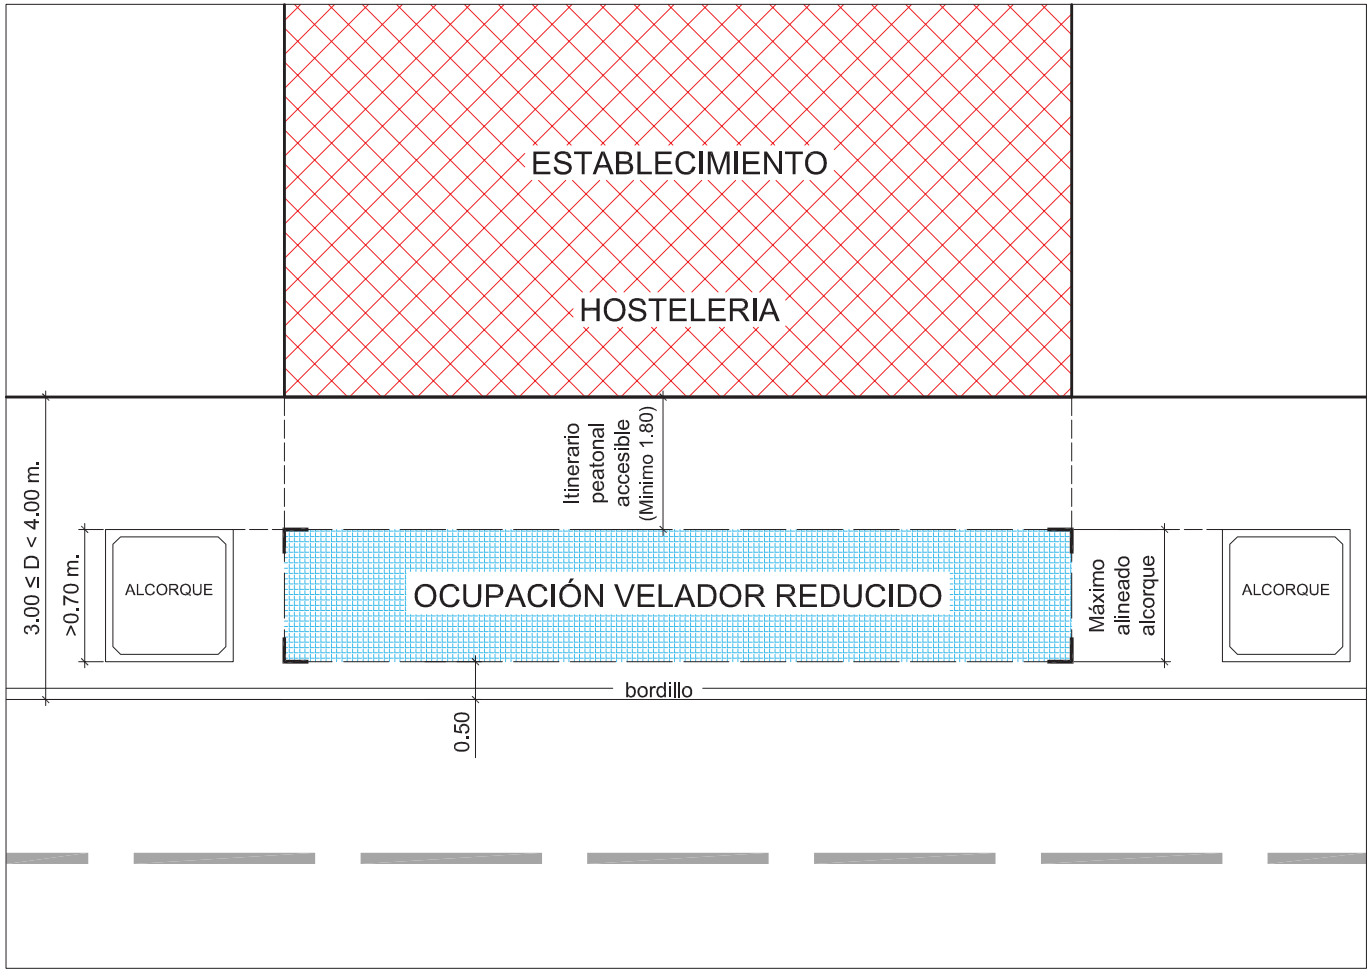 ESTABLECIMIENTO
HOSTELERIA
3.00 ≤ D < 4.00 m.
>0.70 m.
Itinerario
peatonal
accesible
(Minimo 1.80)
ALCORQUE
OCUPACIÓN VELADOR REDUCIDO
Máximo
alineado
alcorque
ALCORQUE
bordillo
0.50